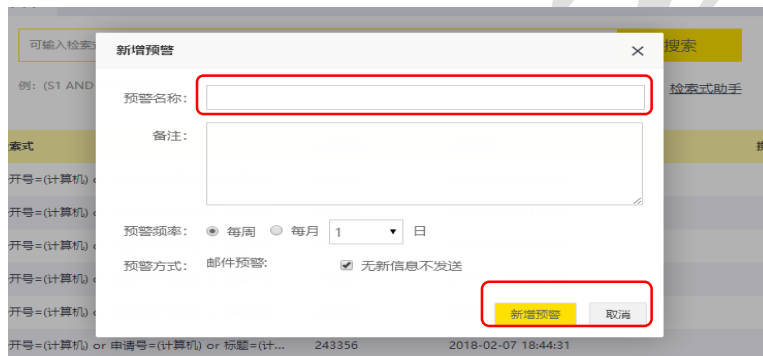 可输入检索
新增预警
×
搜索
例: (S1 AND
检索式助手
预警名称:
备注:
索式
开号=(计算机)
开号=(计算机)
开号=(计算机)
开号=(计算机)
开号=(计算机)
预警频率: 每周 每月 1 日
预警方式: 邮件预警: 无新信息不发送
新增预警 取消
开号=(计算机) or 申请号=(计算机) or 标题=(计... 243356 2018-02-07 18:44:31